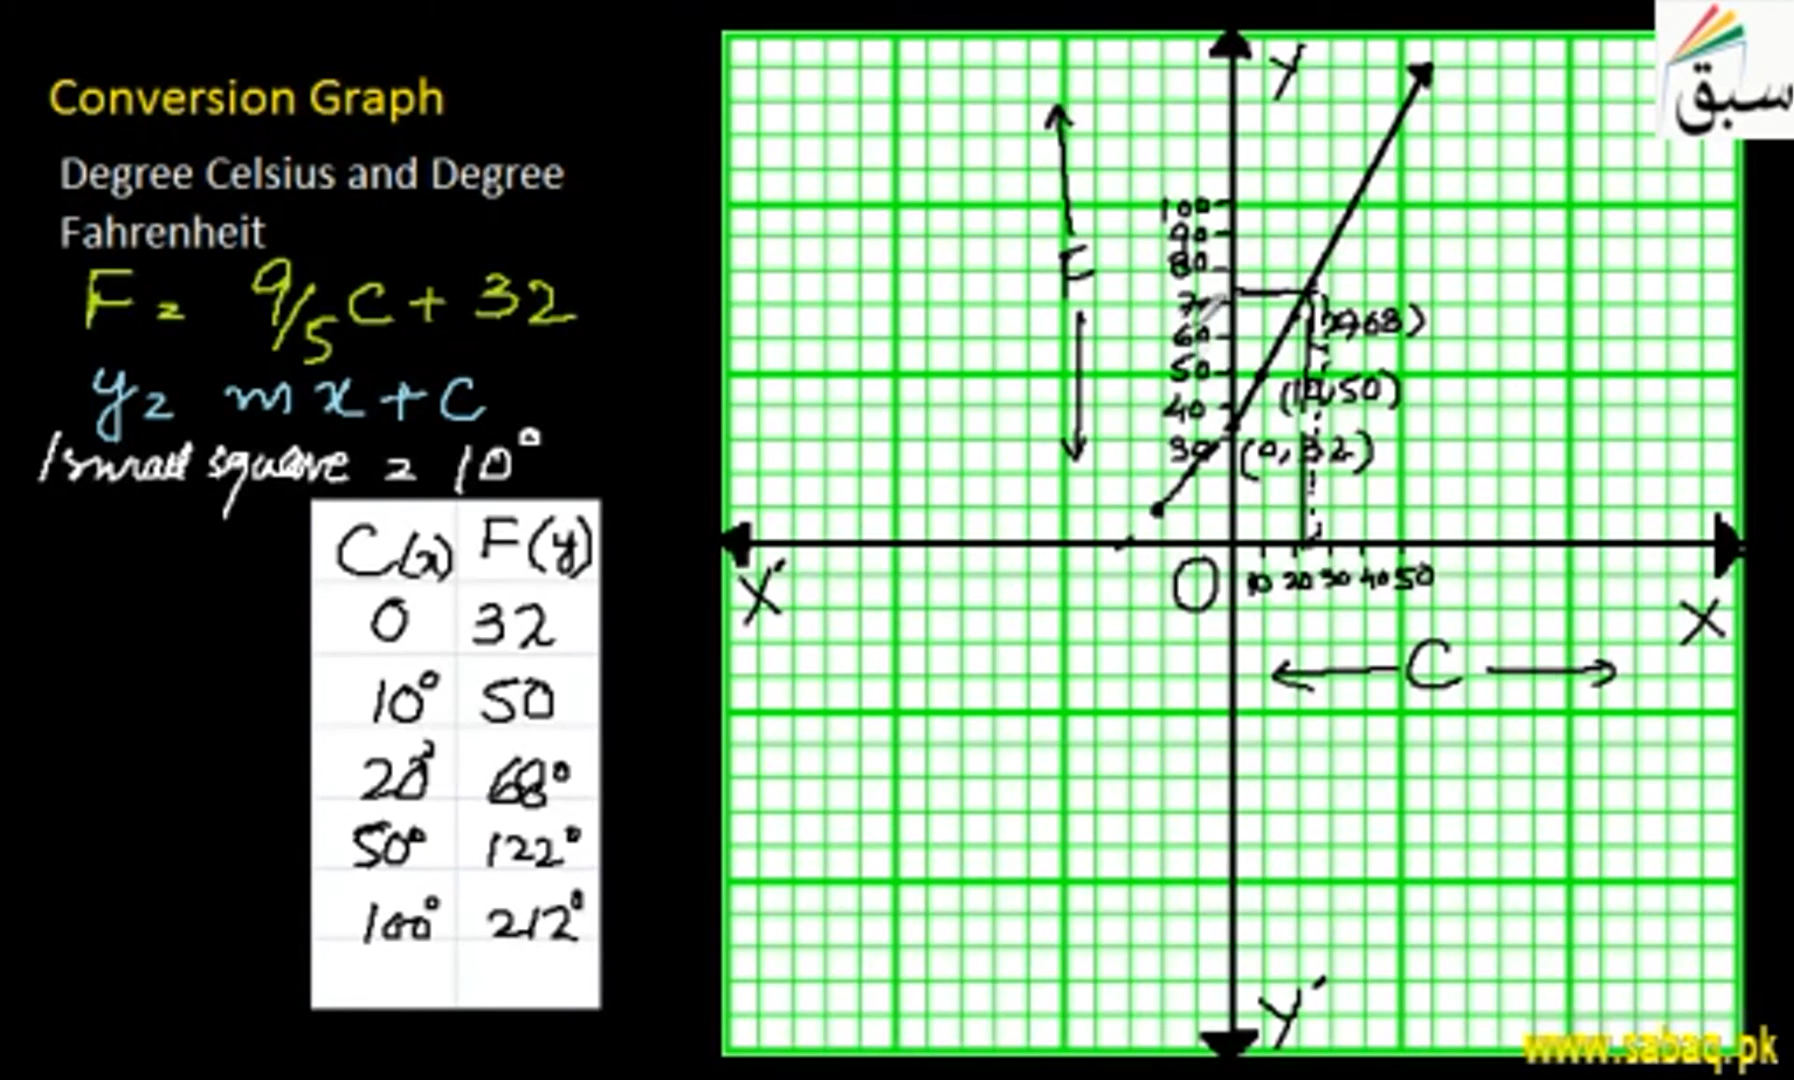 Conversion Graph
Degree Celsius and Degree
Fahrenheit
F = 9/5 C + 32
y = mx + C
1 small square = 10°
C(x) F(y)
0 32
10° 50
20° 68°
50° 122°
100° 212°
سبق
Y
F
100
90
80
70
60
50
40
30
(20,68)
(10,50)
(0,32)
X'
O
10 20 30 40 50
X
C
Y'
www.sabaq.pk